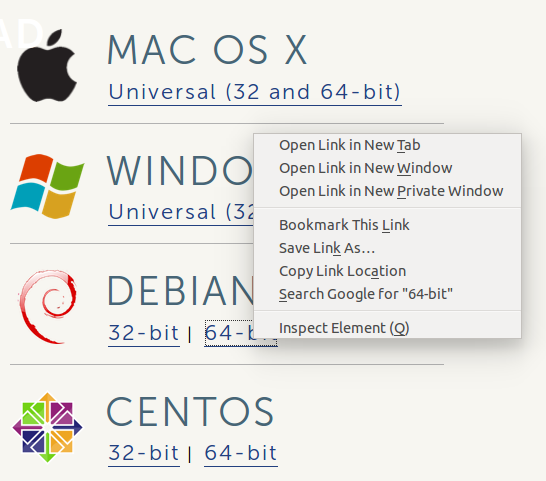 AD
MAC OS X
Universal (32 and 64-bit)
WINDO
Universal (32
DEBIAN
32-bit | 64-b
CENTOS
32-bit | 64-bit
Open Link in New Tab
Open Link in New Window
Open Link in New Private Window
Bookmark This Link
Save Link As...
Copy Link Location
Search Google for "64-bit"
Inspect Element (Q)